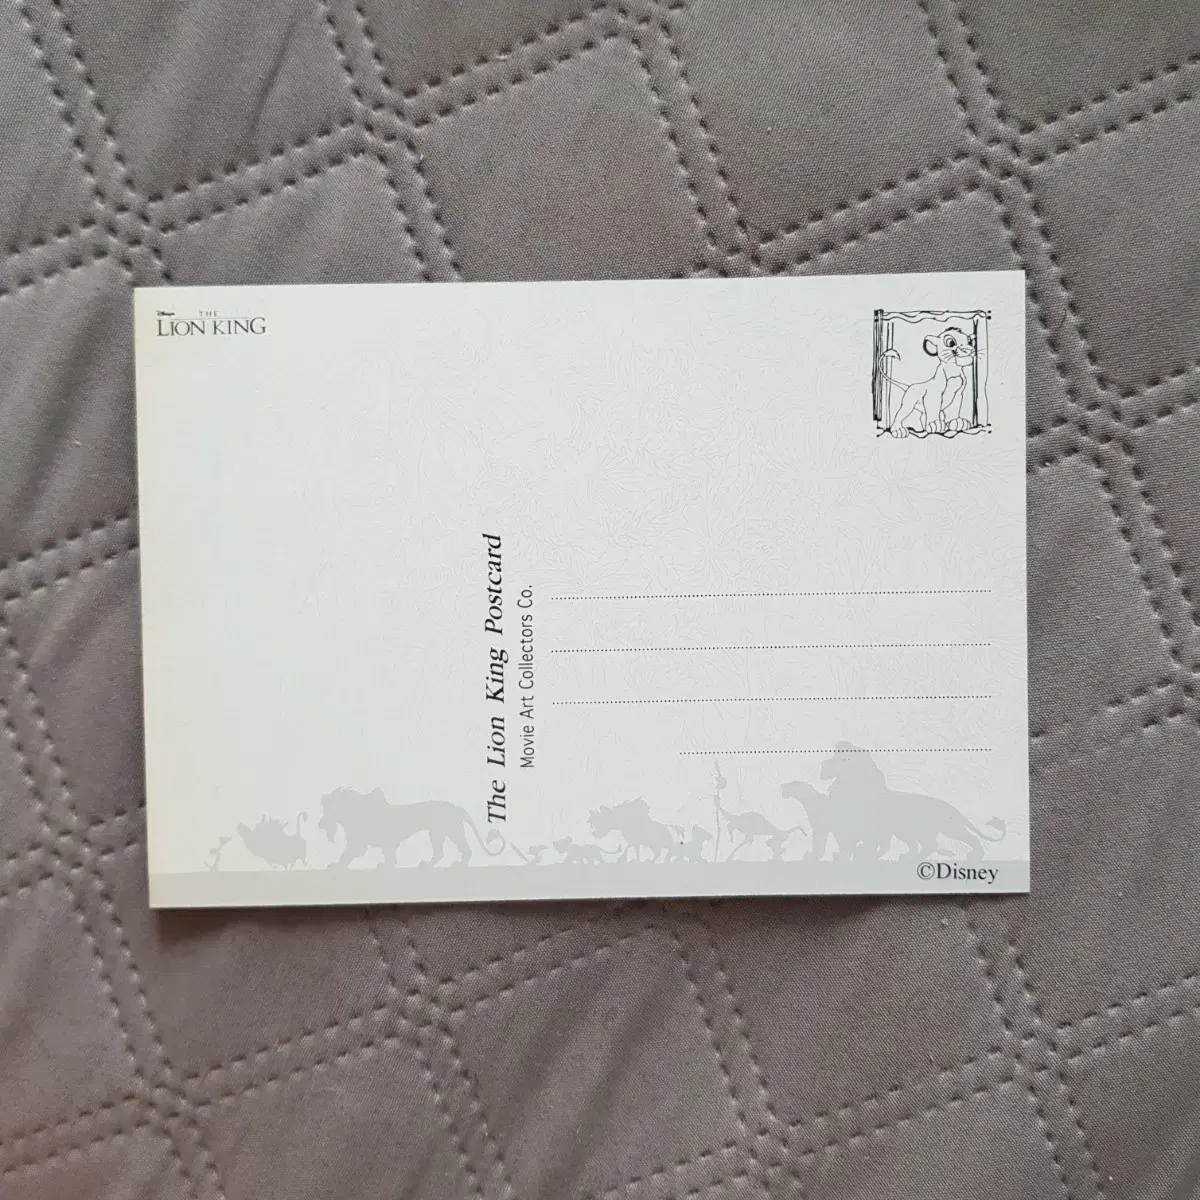 Disney's
THE
LION KING
The Lion King Postcard
Movie Art Collectors Co.
©Disney